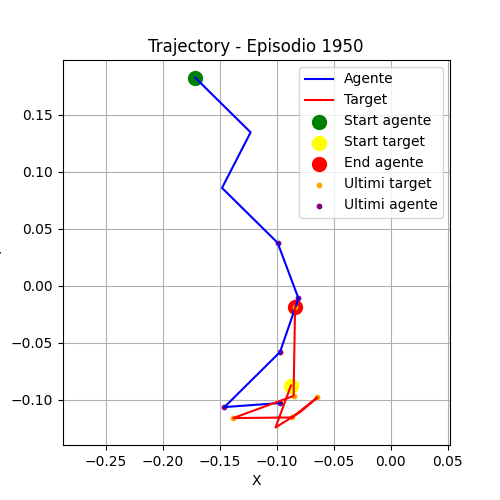 Trajectory - Episodio 1950
Agente
Target
Start agente
Start target
End agente
Ultimi target
Ultimi agente
0.15
0.10
0.05
0.00
−0.05
−0.10
−0.25
−0.20
−0.15
−0.10
−0.05
0.00
0.05
X